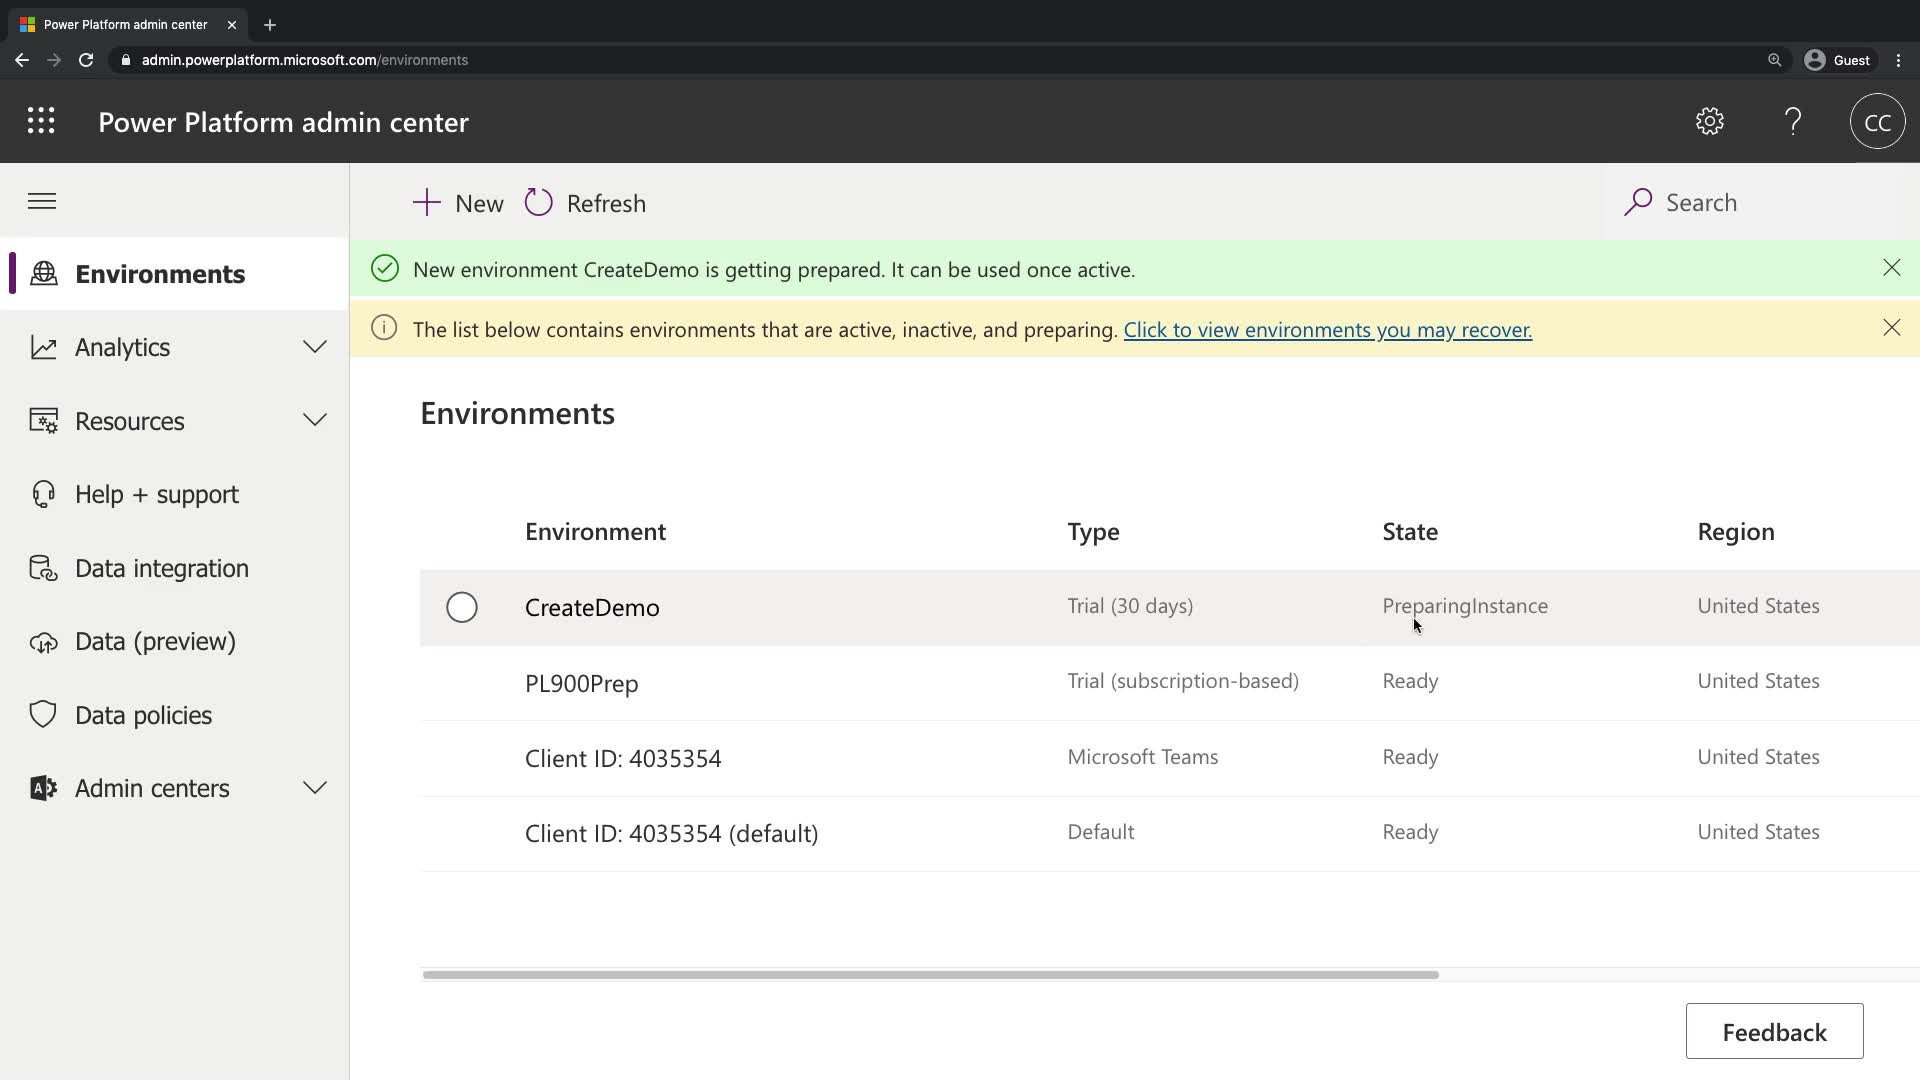 Power Platform admin center
admin.powerplatform.microsoft.com/environments
Guest
Power Platform admin center
?
CC
New
Refresh
Search
Environments
New environment CreateDemo is getting prepared. It can be used once active.
The list below contains environments that are active, inactive, and preparing. Click to view environments you may recover.
Analytics
Resources
Help + support
Data integration
Data (preview)
Data policies
Admin centers
Environments
Environment Type State Region
CreateDemo Trial (30 days) PreparingInstance United States
PL900Prep Trial (subscription-based) Ready United States
Client ID: 4035354 Microsoft Teams Ready United States
Client ID: 4035354 (default) Default Ready United States
Feedback